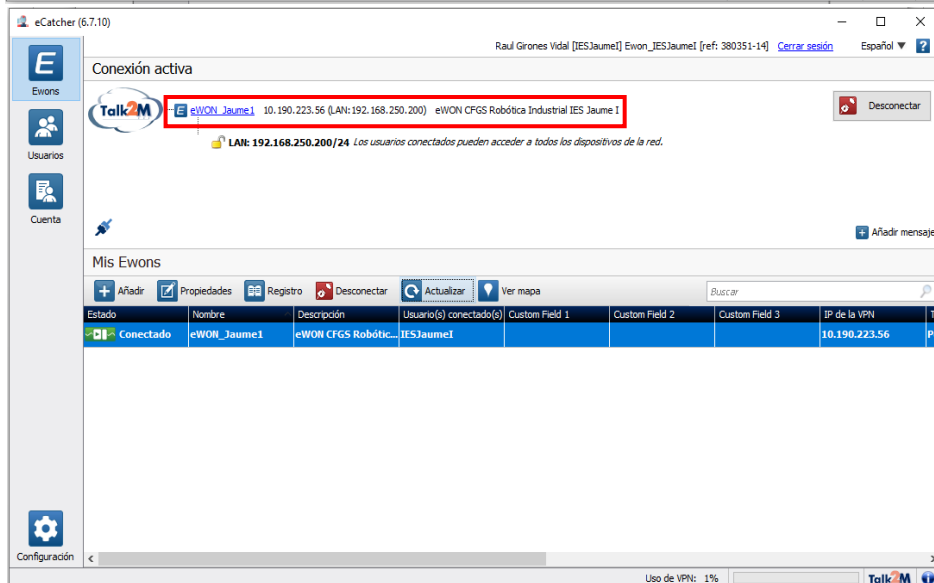 eCatcher (6.7.10)
Raul Girones Vidal [IESJaumeI] Ewon_IESJaumeI [ref: 380351-14] Cerrar sesión Español ▼ ?
E
Ewons
Conexión activa
Talk2M
E eWON_Jaume1 10.190.223.56 (LAN:192.168.250.200) eWON CFGS Robótica Industrial IES Jaume I
Desconectar
LAN: 192.168.250.200/24 Los usuarios conectados pueden acceder a todos los dispositivos de la red.
Usuarios
Cuenta
Añadir mensaje
Mis Ewons
Añadir Propiedades Registro Desconectar Actualizar Ver mapa Buscar
Estado Nombre Descripción Usuario(s) conectado(s) Custom Field 1 Custom Field 2 Custom Field 3 IP de la VPN T
Conectado eWON_Jaume1 eWON CFGS Robótic... IESJaumeI 10.190.223.56 P
Configuración
Uso de VPN: 1% Talk2M